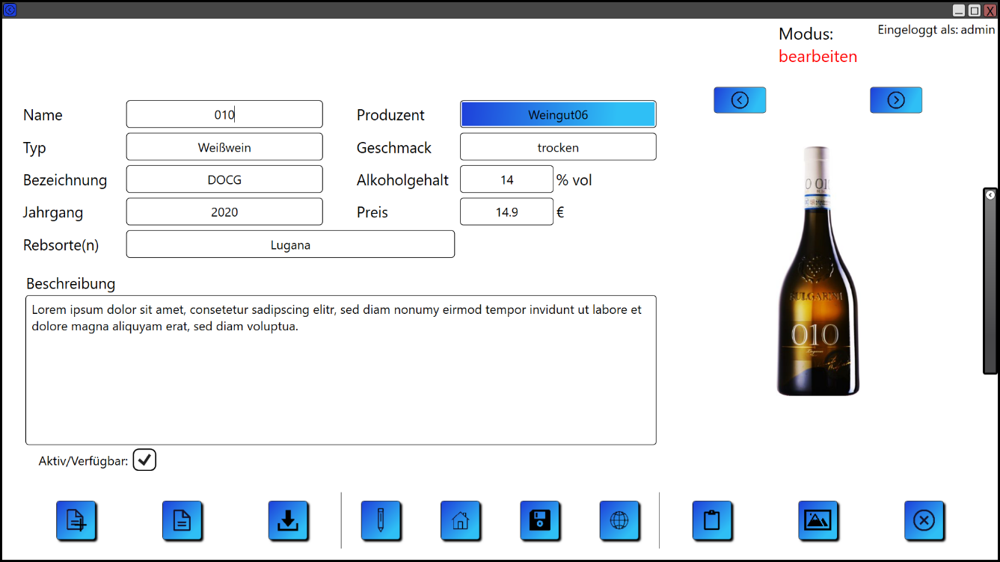 Eingeloggt als: admin
Modus:
bearbeiten
Name 010 Produzent Weingut06
Typ Weißwein Geschmack trocken
Bezeichnung DOCG Alkoholgehalt 14 % vol
Jahrgang 2020 Preis 14.9 €
Rebsorte(n) Lugana
Beschreibung
Lorem ipsum dolor sit amet, consetetur sadipscing elitr, sed diam nonumy eirmod tempor invidunt ut labore et
dolore magna aliquyam erat, sed diam voluptua.
Aktiv/Verfügbar:
BULGARINI
010